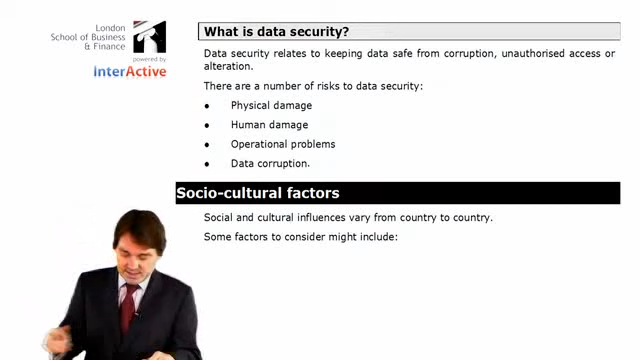 London
School of Business
& Finance
powered by
InterActive
What is data security?
Data security relates to keeping data safe from corruption, unauthorised access or
alteration.
There are a number of risks to data security:
● Physical damage
● Human damage
● Operational problems
● Data corruption.
Socio-cultural factors
Social and cultural influences vary from country to country.
Some factors to consider might include: